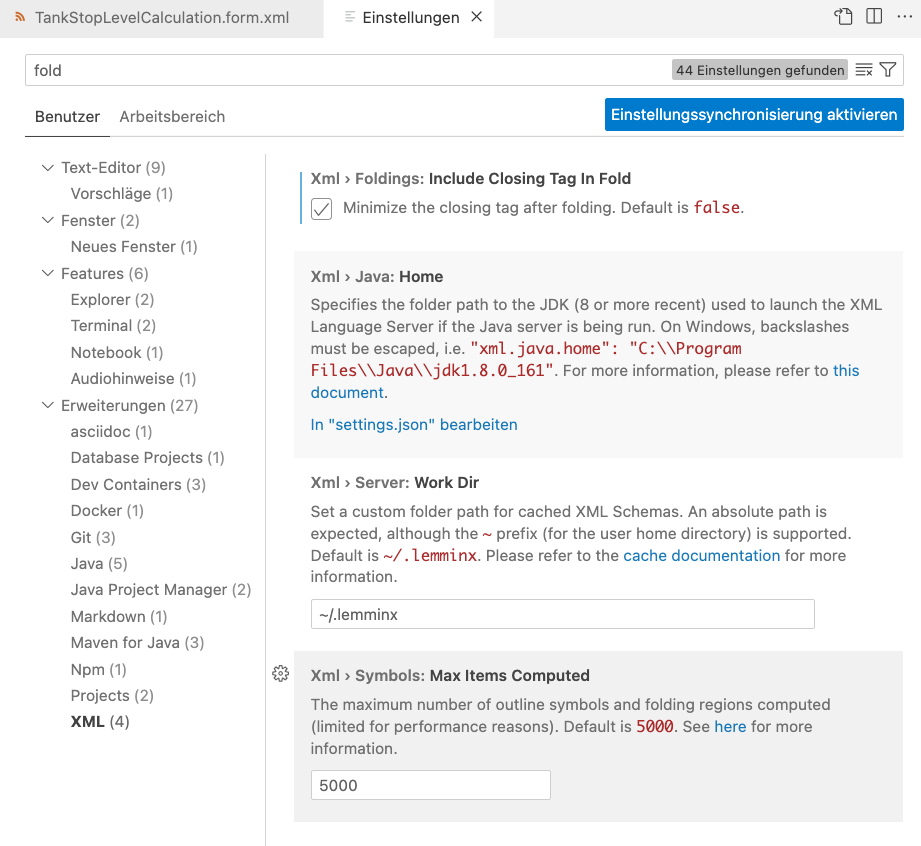 TankStopLevelCalculation.form.xml
Einstellungen
fold
44 Einstellungen gefunden
Benutzer
Arbeitsbereich
Einstellungssynchronisierung aktivieren
Text-Editor (9)
Vorschläge (1)
Fenster (2)
Neues Fenster (1)
Features (6)
Explorer (2)
Terminal (2)
Notebook (1)
Audiohinweise (1)
Erweiterungen (27)
asciidoc (1)
Database Projects (1)
Dev Containers (3)
Docker (1)
Git (3)
Java (5)
Java Project Manager (2)
Markdown (1)
Maven for Java (3)
Npm (1)
Projects (2)
XML (4)
Xml › Foldings: Include Closing Tag In Fold
Minimize the closing tag after folding. Default is false.
Xml › Java: Home
Specifies the folder path to the JDK (8 or more recent) used to launch the XML
Language Server if the Java server is being run. On Windows, backslashes
must be escaped, i.e. "xml.java.home": "C:\\Program
Files\\Java\\jdk1.8.0_161". For more information, please refer to this
document.
In "settings.json" bearbeiten
Xml › Server: Work Dir
Set a custom folder path for cached XML Schemas. An absolute path is
expected, although the ~ prefix (for the user home directory) is supported.
Default is ~/.lemminx. Please refer to the cache documentation for more
information.
~/.lemminx
Xml › Symbols: Max Items Computed
The maximum number of outline symbols and folding regions computed
(limited for performance reasons). Default is 5000. See here for more
information.
5000